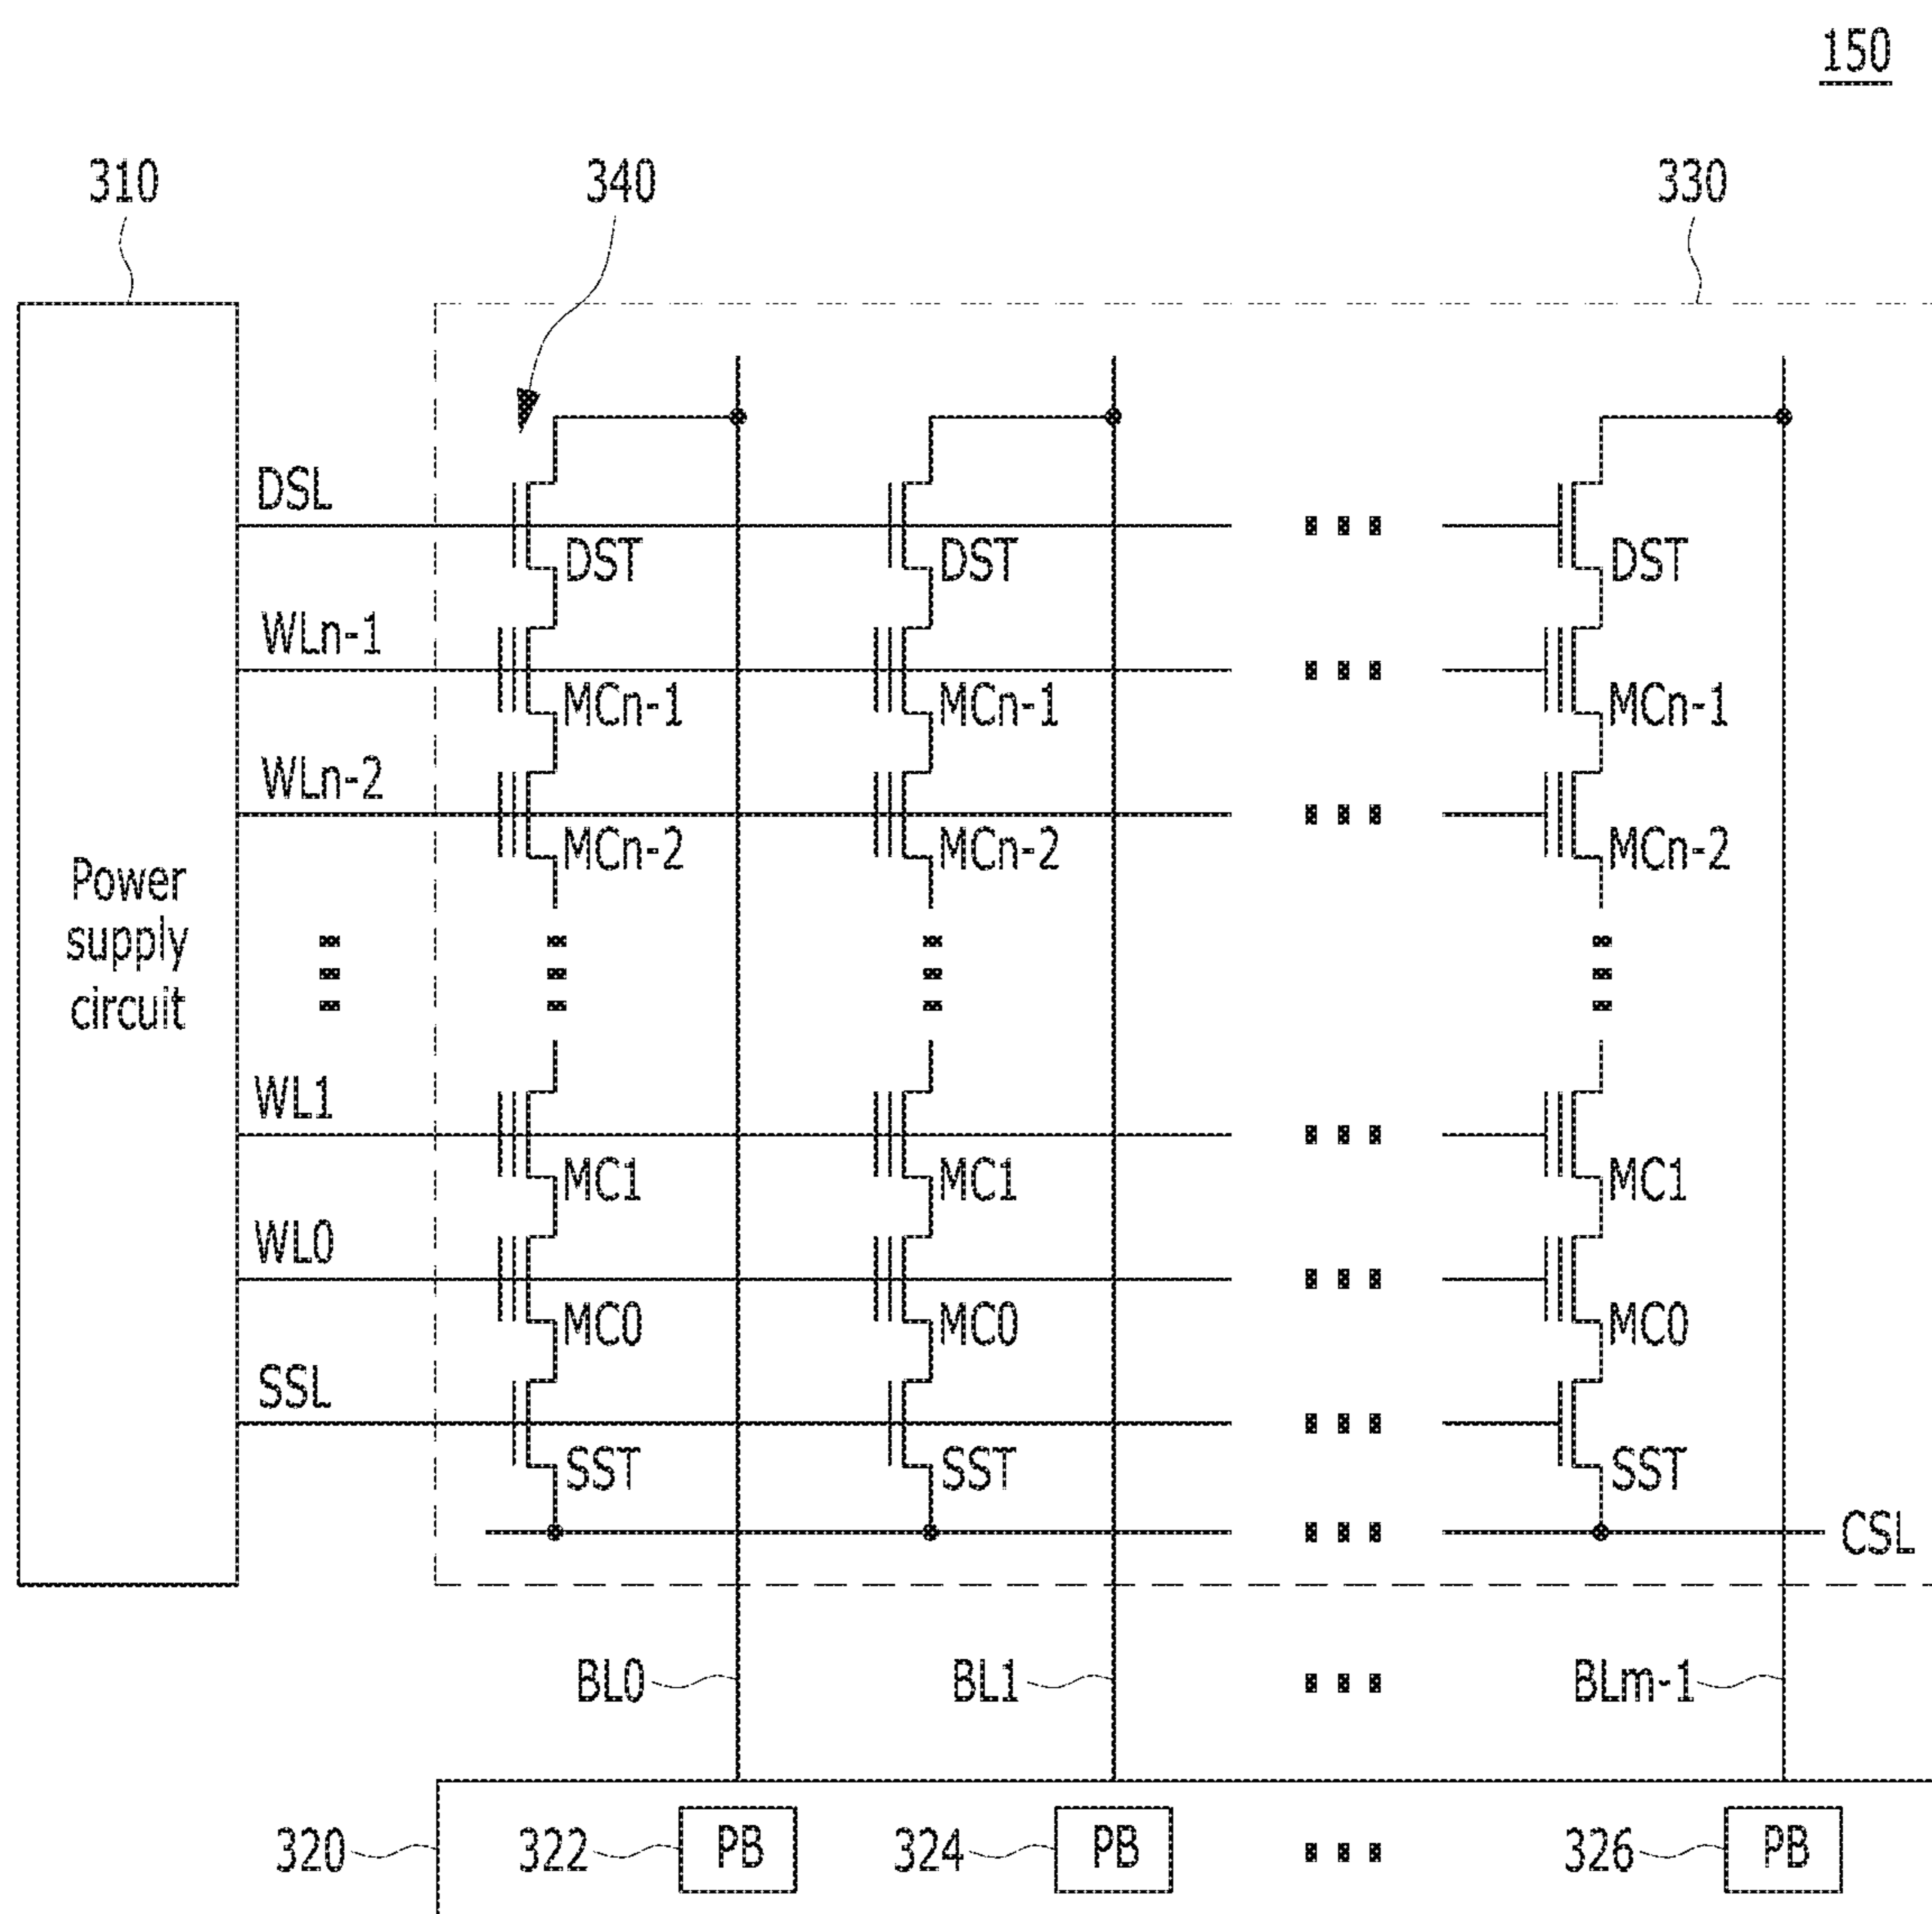 150
310
340
330
DSL
DST
DST
DST
WLn-1
MCn-1
MCn-1
MCn-1
WLn-2
MCn-2
MCn-2
MCn-2
Power
supply
circuit
WL1
MC1
MC1
MC1
WL0
MC0
MC0
MC0
SSL
SST
SST
SST
CSL
BL0
BL1
BLm-1
320
322
PB
324
PB
326
PB